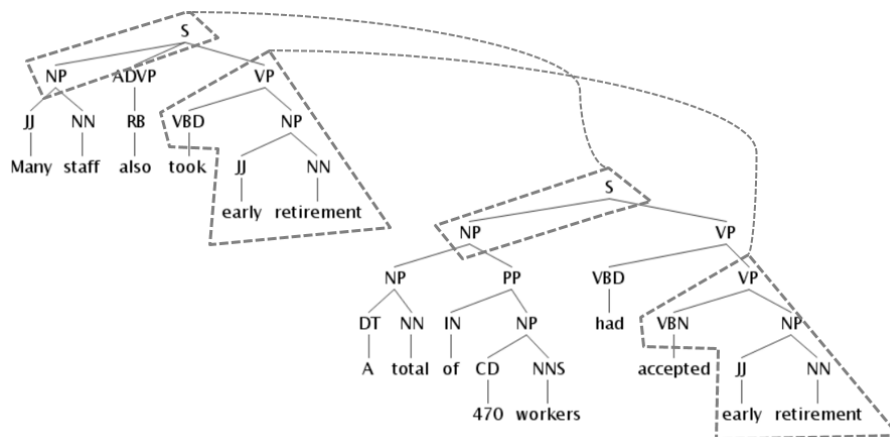 S
NP ADVP VP
JJ NN RB VBD NP
Many staff also took JJ NN
early retirement
S
NP VP
NP PP VBD VP
DT NN IN NP had VBN NP
A total of CD NNS accepted JJ NN
470 workers early retirement